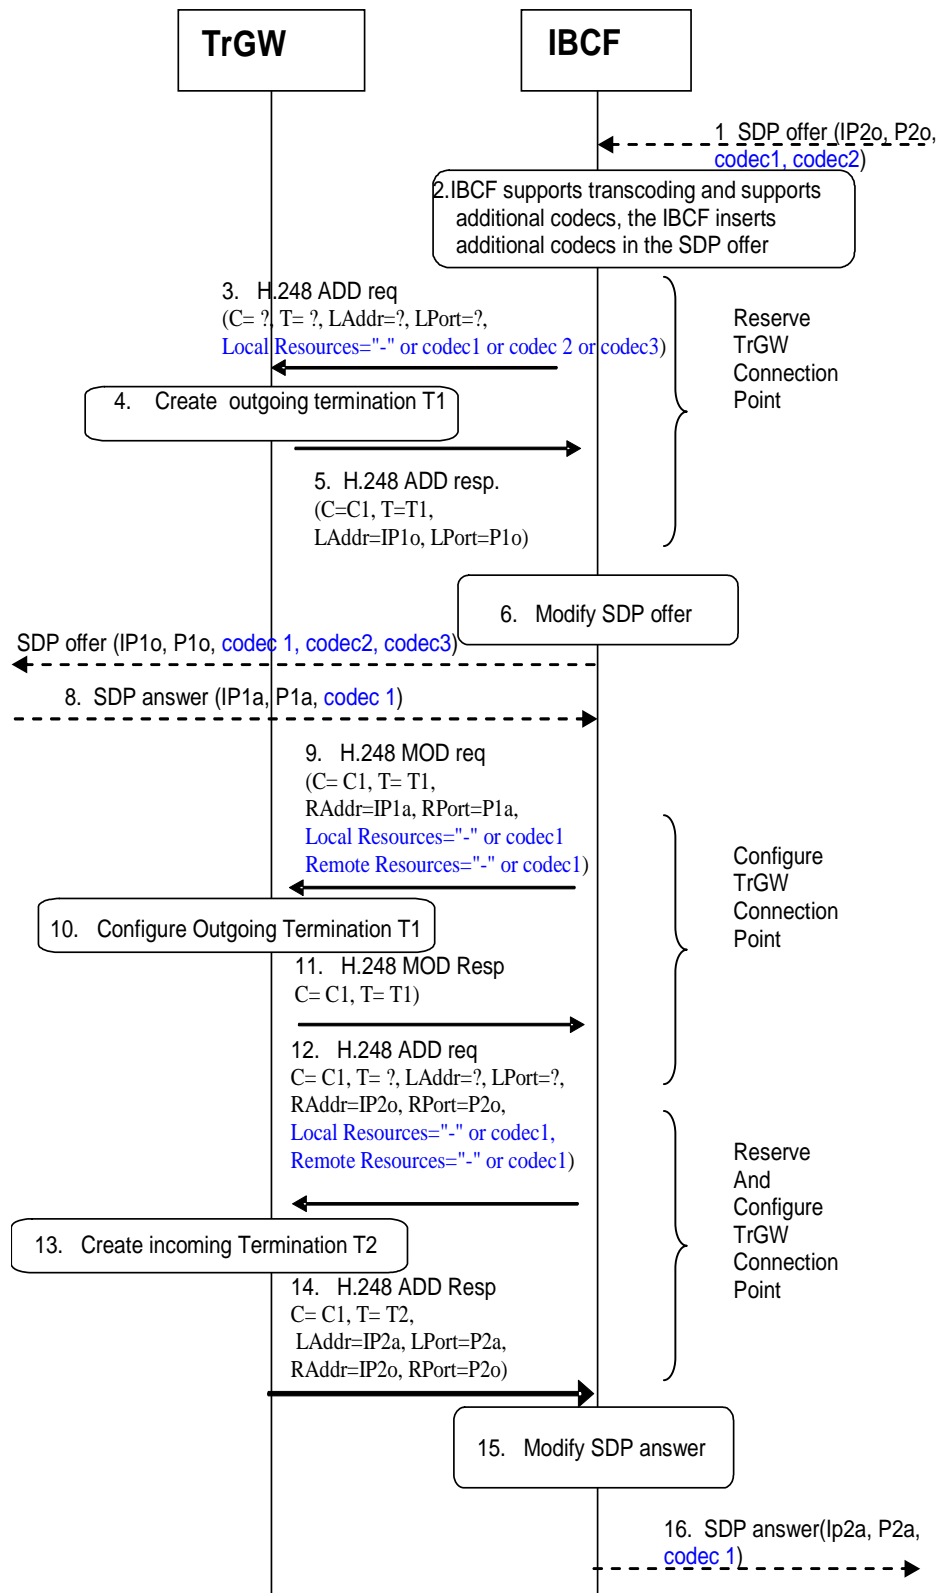 TrGW
IBCF
1 SDP offer (IP2o, P2o,
codec1, codec2)
2.IBCF supports transcoding and supports
additional codecs, the IBCF inserts
additional codecs in the SDP offer
3. H.248 ADD req
(C= ?, T= ?, LAddr=?, LPort=?,
Local Resources="-" or codec1 or codec 2 or codec3)
Reserve
TrGW
Connection
Point
4. Create outgoing termination T1
5. H.248 ADD resp.
(C=C1, T=T1,
LAddr=IP1o, LPort=P1o)
6. Modify SDP offer
SDP offer (IP1o, P1o, codec 1, codec2, codec3)
8. SDP answer (IP1a, P1a, codec 1)
9. H.248 MOD req
(C= C1, T= T1,
RAddr=IP1a, RPort=P1a,
Local Resources="-" or codec1
Remote Resources="-" or codec1)
Configure
TrGW
Connection
Point
10. Configure Outgoing Termination T1
11. H.248 MOD Resp
C= C1, T= T1)
12. H.248 ADD req
C= C1, T= ?, LAddr=?, LPort=?,
RAddr=IP2o, RPort=P2o,
Local Resources="-" or codec1,
Remote Resources="-" or codec1)
Reserve
And
Configure
TrGW
Connection
Point
13. Create incoming Termination T2
14. H.248 ADD Resp
C= C1, T= T2,
LAddr=IP2a, LPort=P2a,
RAddr=IP2o, RPort=P2o)
15. Modify SDP answer
16. SDP answer(Ip2a, P2a,
codec 1)